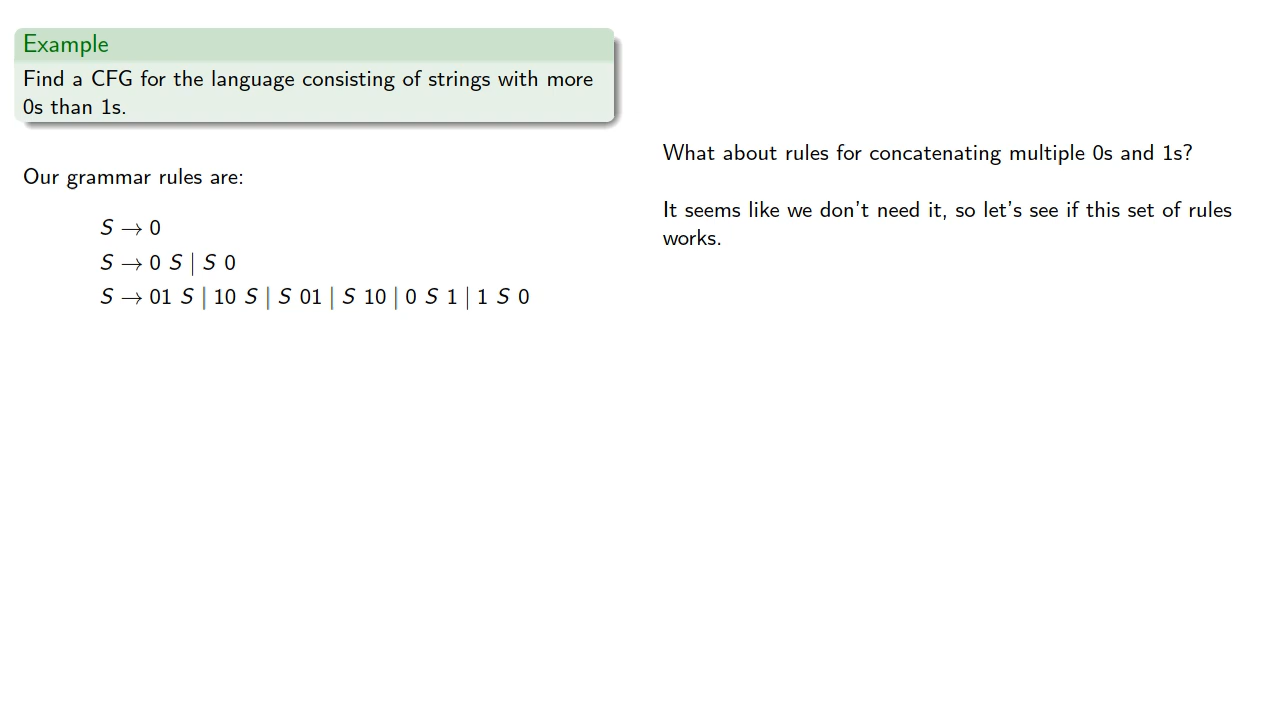 Example
Find a CFG for the language consisting of strings with more
0s than 1s.
Our grammar rules are:
S → 0
S → 0 S | S 0
S → 01 S | 10 S | S 01 | S 10 | 0 S 1 | 1 S 0
What about rules for concatenating multiple 0s and 1s?
It seems like we don't need it, so let's see if this set of rules
works.